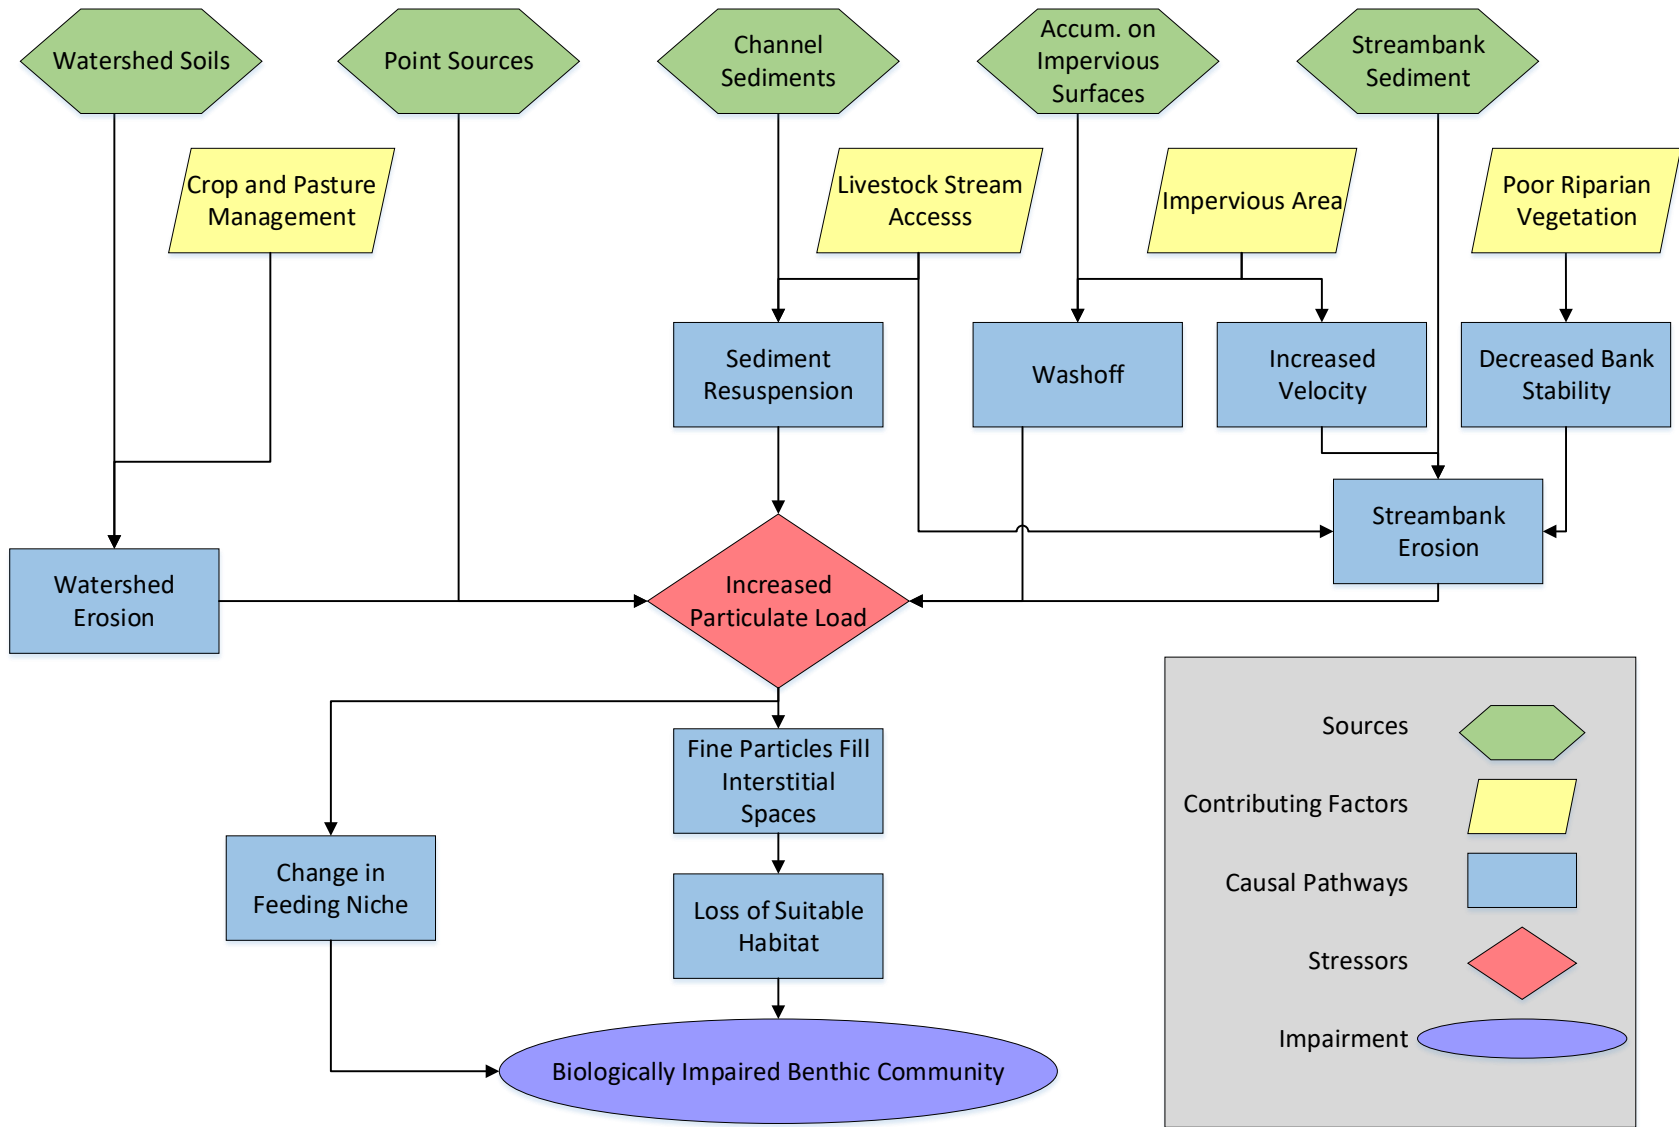 Watershed Soils
Point Sources
Channel
Sediments
Accum. on
Impervious
Surfaces
Streambank
Sediment
Crop and Pasture
Management
Livestock Stream
Accesss
Impervious Area
Poor Riparian
Vegetation
Sediment
Resuspension
Washoff
Increased
Velocity
Decreased Bank
Stability
Streambank
Erosion
Watershed
Erosion
Increased
Particulate Load
Fine Particles Fill
Interstitial
Spaces
Change in
Feeding Niche
Loss of Suitable
Habitat
Biologically Impaired Benthic Community
Sources
Contributing Factors
Causal Pathways
Stressors
Impairment